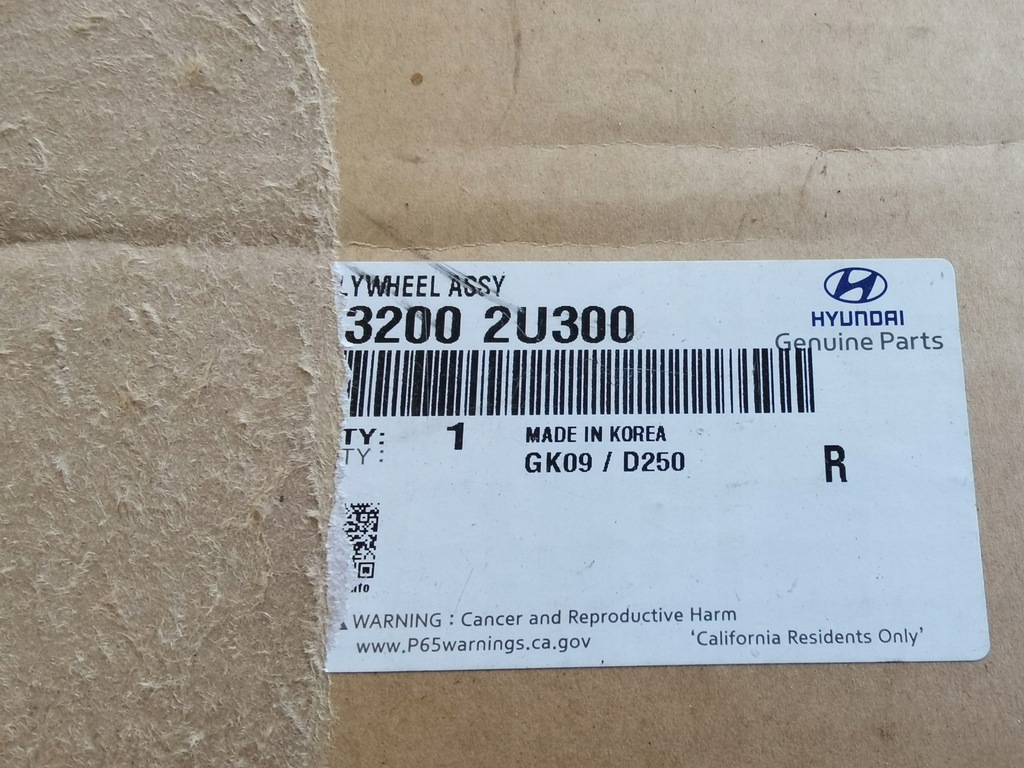 LYWHEEL ASSY
3200 2U300
HYUNDAI
Genuine Parts
TY: 1 MADE IN KOREA
TY: GK09 / D250
R
WARNING : Cancer and Reproductive Harm
www.P65warnings.ca.gov 'California Residents Only'